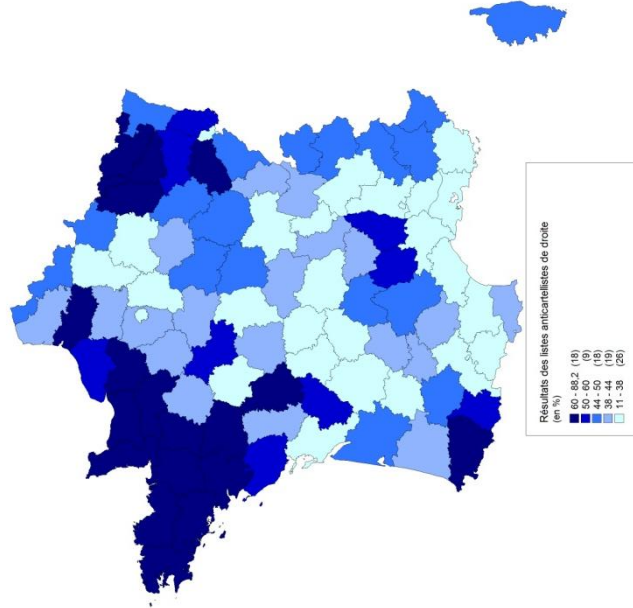 Résultats des listes anticartellistes de droite
(en %)
60 - 88,2 (18)
50 - 60 (9)
44 - 50 (18)
38 - 44 (19)
11 - 38 (26)